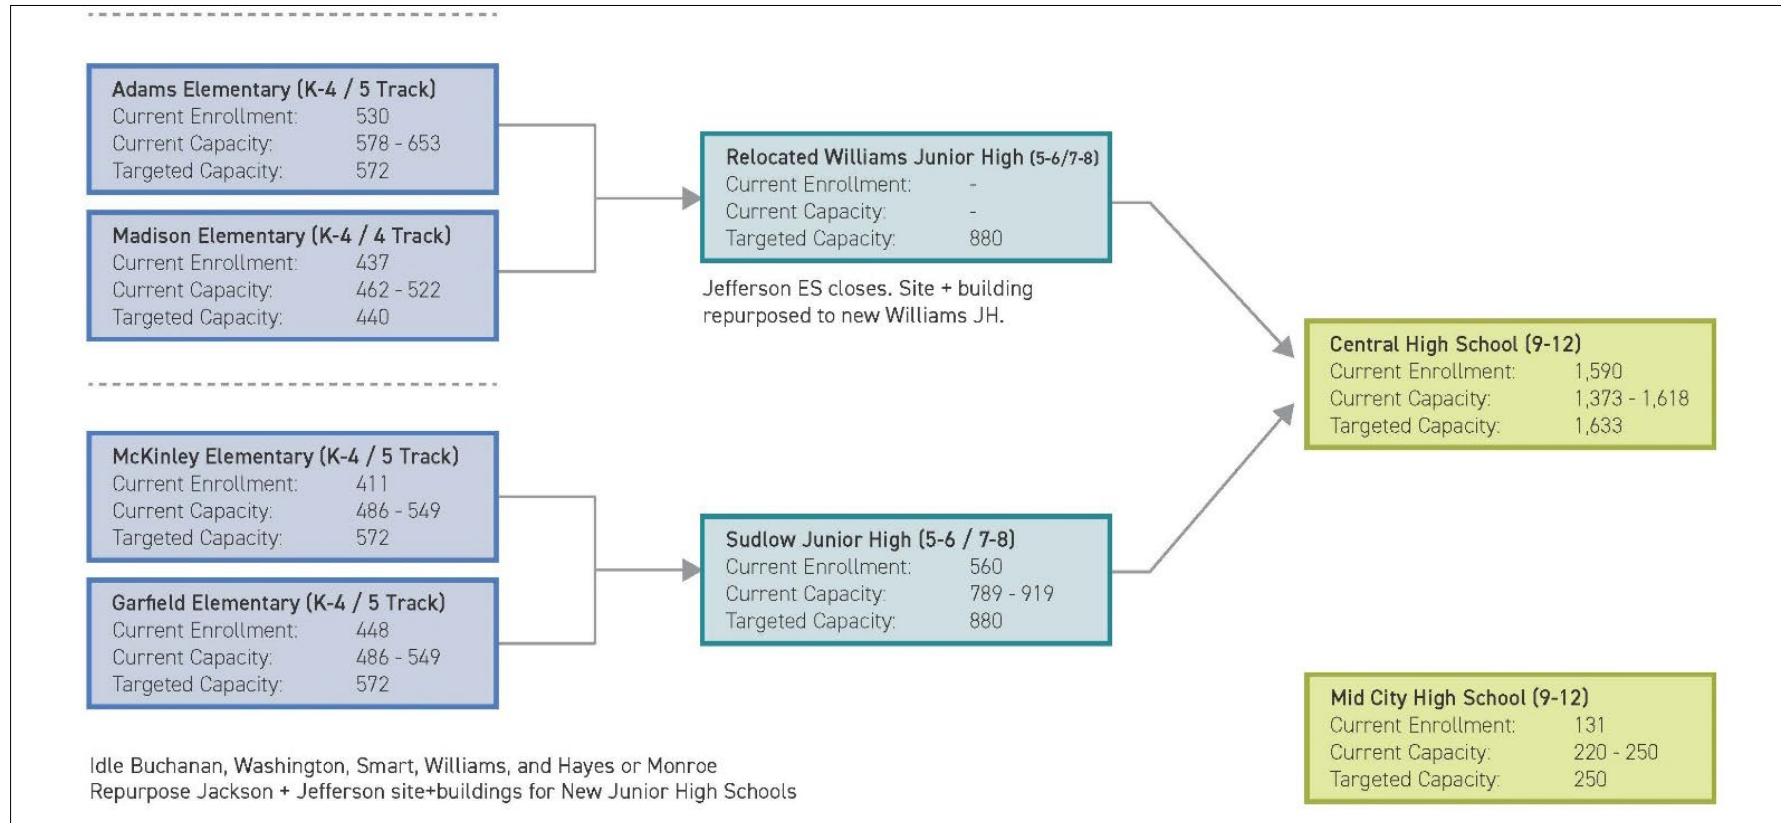 Adams Elementary (K-4 / 5 Track)
Current Enrollment: 530
Current Capacity: 578 - 653
Targeted Capacity: 572
Madison Elementary (K-4 / 4 Track)
Current Enrollment: 437
Current Capacity: 462 - 522
Targeted Capacity: 440
Relocated Williams Junior High (5-6/7-8)
Current Enrollment: -
Current Capacity: -
Targeted Capacity: 880
Jefferson ES closes. Site + building
repurposed to new Williams JH.
McKinley Elementary (K-4 / 5 Track)
Current Enrollment: 411
Current Capacity: 486 - 549
Targeted Capacity: 572
Garfield Elementary (K-4 / 5 Track)
Current Enrollment: 448
Current Capacity: 486 - 549
Targeted Capacity: 572
Sudlow Junior High (5-6 / 7-8)
Current Enrollment: 560
Current Capacity: 789 - 919
Targeted Capacity: 880
Central High School (9-12)
Current Enrollment: 1,590
Current Capacity: 1,373 - 1,618
Targeted Capacity: 1,633
Mid City High School (9-12)
Current Enrollment: 131
Current Capacity: 220 - 250
Targeted Capacity: 250
Idle Buchanan, Washington, Smart, Williams, and Hayes or Monroe
Repurpose Jackson + Jefferson site+buildings for New Junior High Schools